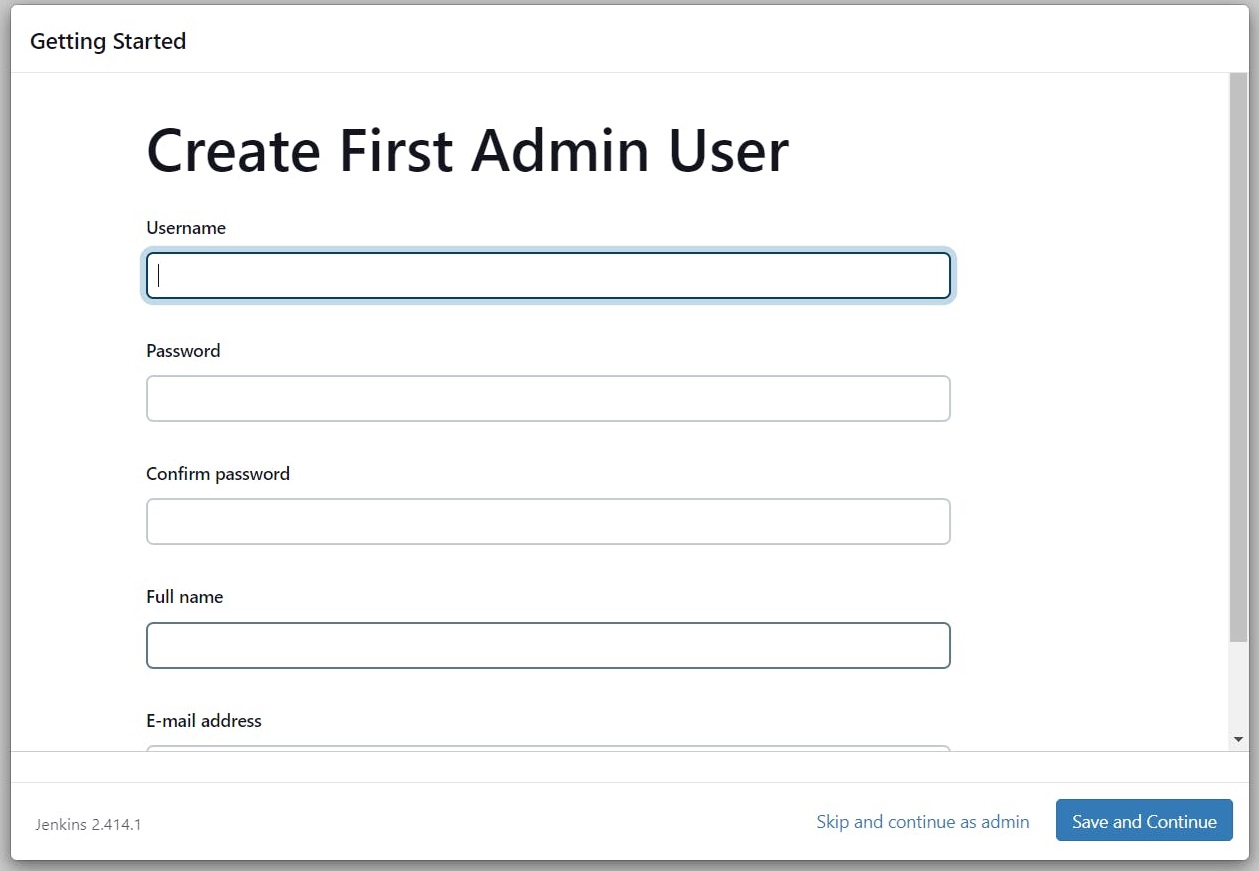 Getting Started
Create First Admin User
Username
Password
Confirm password
Full name
E-mail address
Jenkins 2.414.1
Skip and continue as admin
Save and Continue